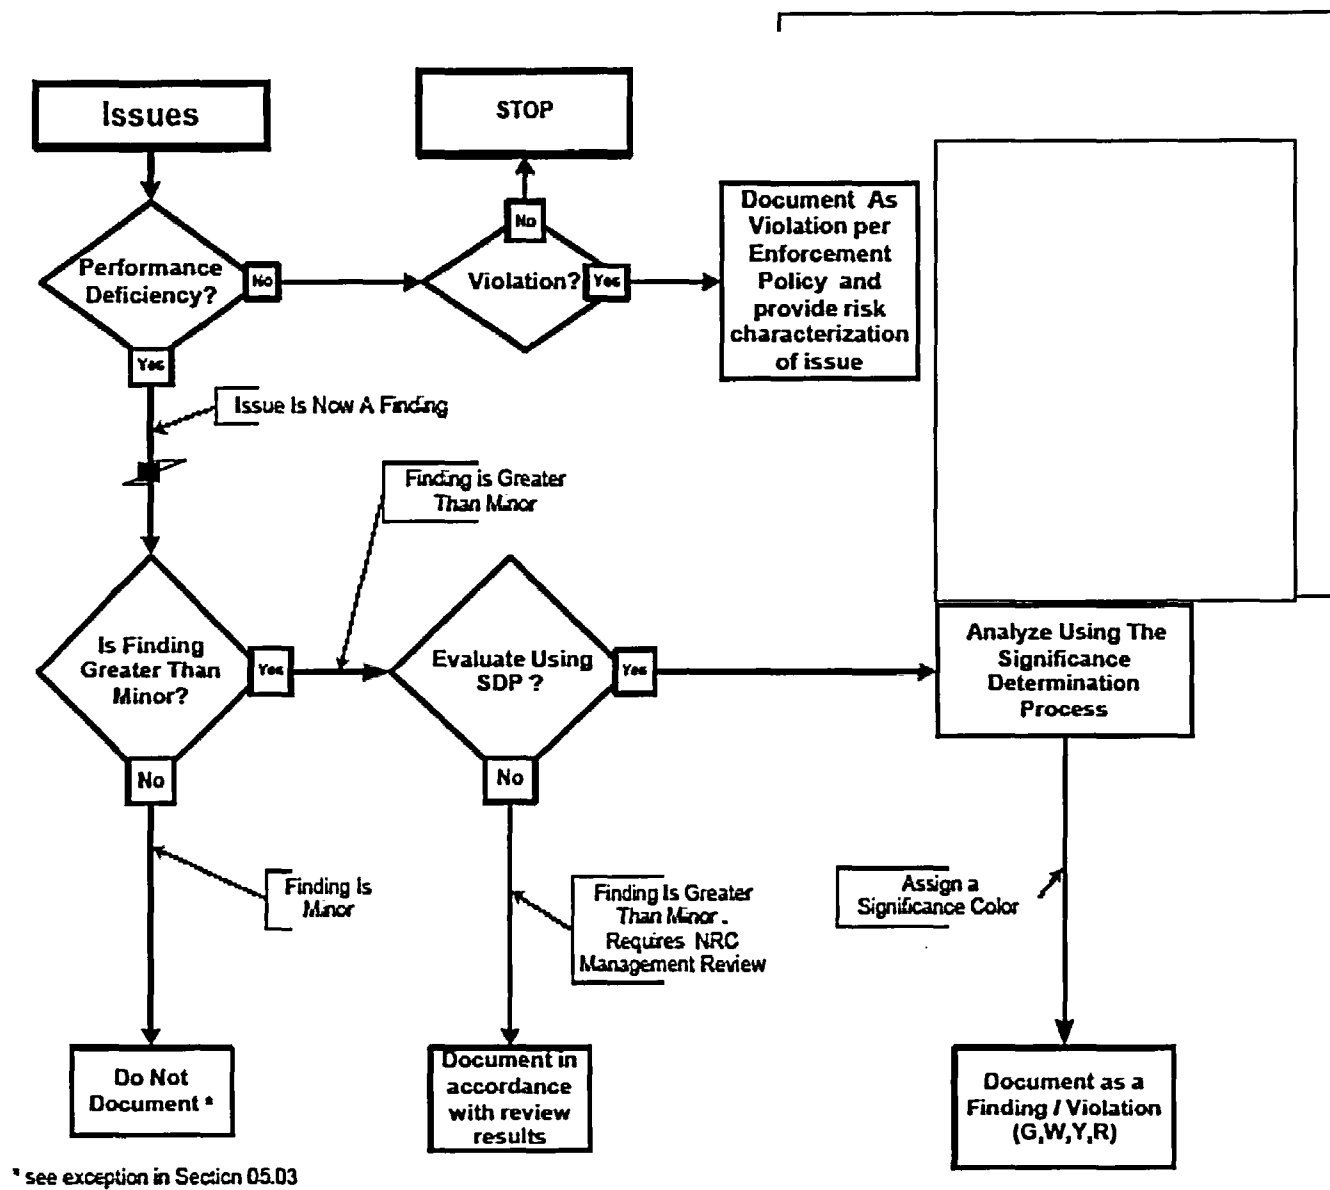 Issues
STOP
Performance
Deficiency?
No
Yes
Violation?
No
Yes
Document As
Violation per
Enforcement
Policy and
provide risk
characterization
of issue
Issue Is Now A Finding
Finding is Greater
Than Minor
Is Finding
Greater Than
Minor?
Yes
No
Evaluate Using
SDP ?
Yes
No
Analyze Using The
Significance
Determination
Process
Finding Is
Minor
Finding Is Greater
Than Minor -
Requires NRC
Management Review
Assign a
Significance Color
Do Not
Document *
Document in
accordance
with review
results
Document as a
Finding / Violation
(G,W,Y,R)
* see exception in Section 05.03